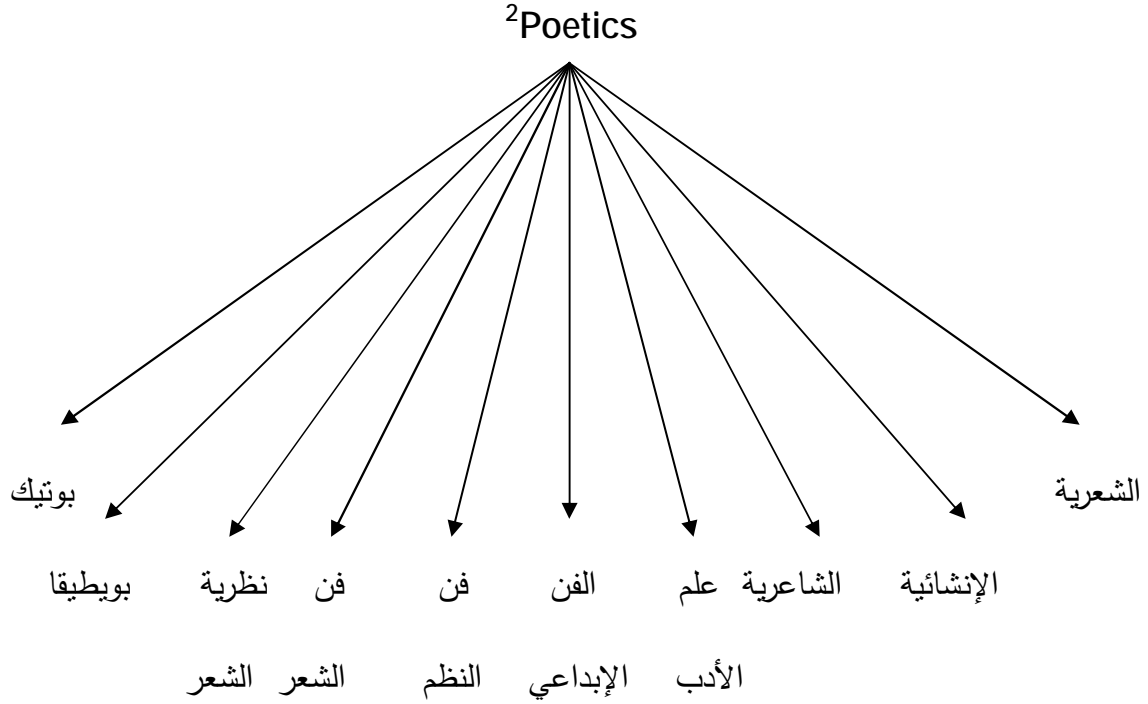 ²Poetics
الشعرية
بوتيك
الإنشائية
الشاعرية
علم
الأدب
الفن
الإبداعي
فن
النظم
فن
الشعر
نظرية
الشعر
بويطيقا